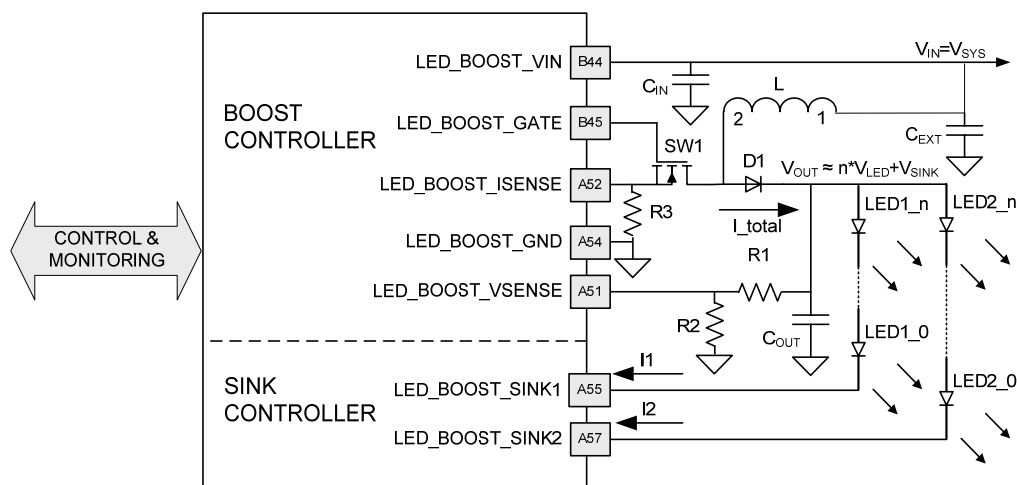 LED_BOOST_VIN B44
V_IN=V_SYS
C_IN
L
2 1
BOOST
CONTROLLER
LED_BOOST_GATE B45
SW1
C_EXT
LED_BOOST_ISENSE A52
D1
V_OUT ≈ n*V_LED+V_SINK
R3
I_total
LED1_n
LED2_n
CONTROL &
MONITORING
LED_BOOST_GND A54
R1
LED_BOOST_VSENSE A51
R2
C_OUT
LED1_0
SINK
CONTROLLER
I1
LED_BOOST_SINK1 A55
LED2_0
I2
LED_BOOST_SINK2 A57